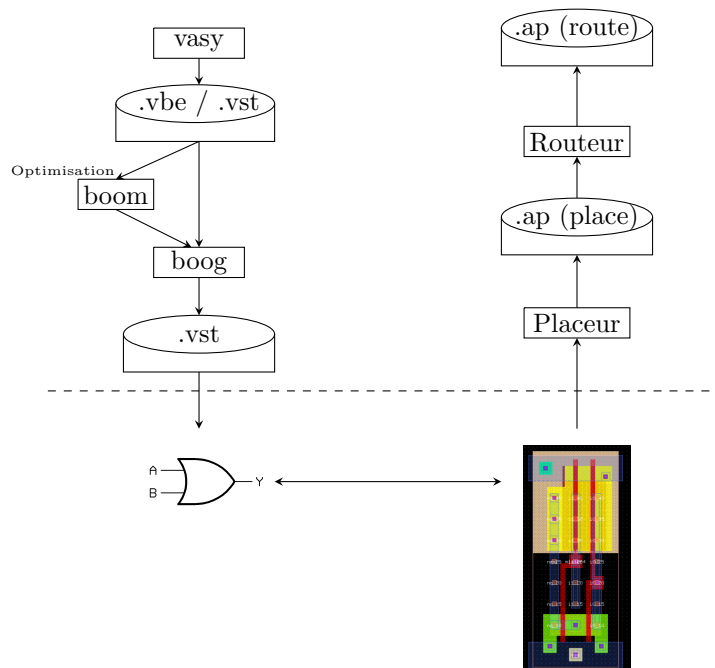 vasy
.vbe / .vst
Optimisation
boom
boog
.vst
.ap (route)
Routeur
.ap (place)
Placeur
A
B
Y